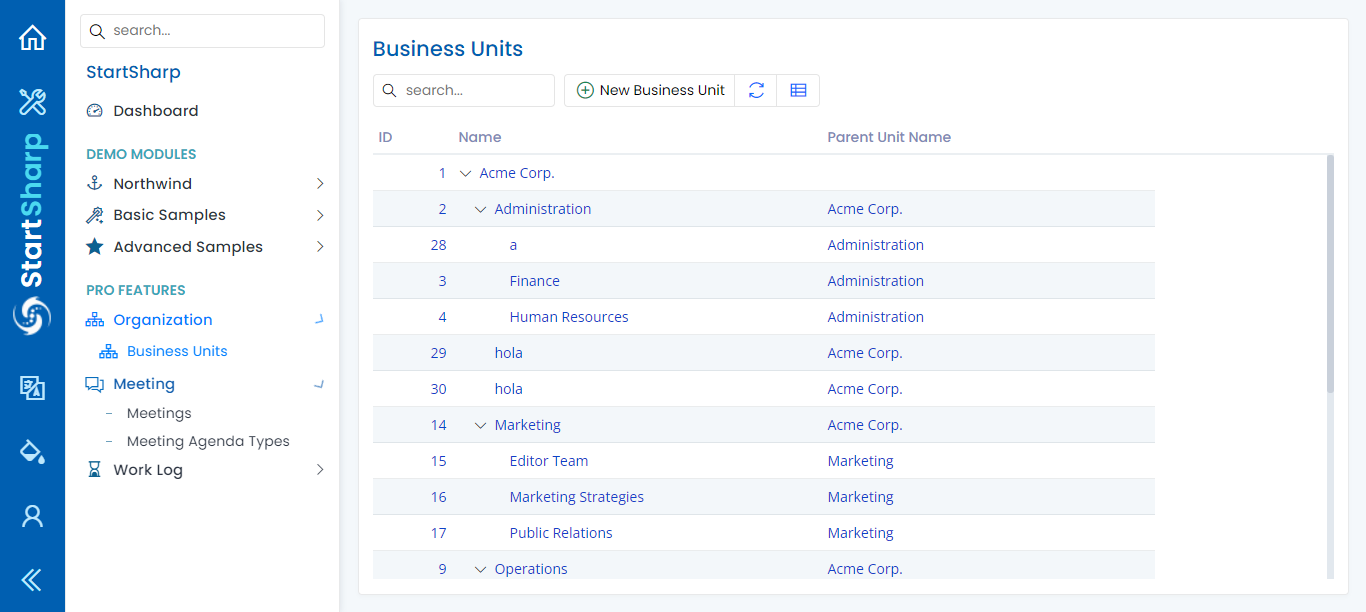 StartSharp
search...
StartSharp
Dashboard
DEMO MODULES
Northwind
Basic Samples
Advanced Samples
PRO FEATURES
Organization
Business Units
Meeting
Meetings
Meeting Agenda Types
Work Log
Business Units
search... New Business Unit
ID Name Parent Unit Name
1 Acme Corp.
2 Administration Acme Corp.
28 a Administration
3 Finance Administration
4 Human Resources Administration
29 hola Acme Corp.
30 hola Acme Corp.
14 Marketing Acme Corp.
15 Editor Team Marketing
16 Marketing Strategies Marketing
17 Public Relations Marketing
9 Operations Acme Corp.